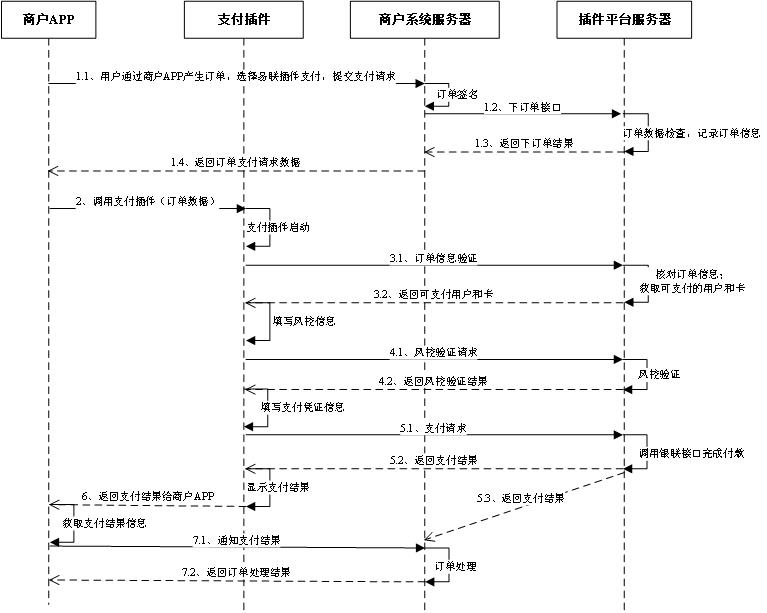 商户APP
支付插件
商户系统服务器
插件平台服务器
1.1、用户通过商户APP产生订单，选择易联插件支付，提交支付请求
订单签名
1.2、下订单接口
订单数据检查，记录订单信息
1.3、返回下订单结果
1.4、返回订单支付请求数据
2、调用支付插件（订单数据）
支付插件启动
3.1、订单信息验证
核对订单信息；
获取可支付的用户和卡
3.2、返回可支付用户和卡
填写风控信息
4.1、风控验证请求
风控验证
4.2、返回风控验证结果
填写支付凭证信息
5.1、支付请求
调用银联接口完成付款
5.2、返回支付结果
显示支付结果
6、返回支付结果给商户APP
5.3、返回支付结果
获取支付结果信息
7.1、通知支付结果
订单处理
7.2、返回订单处理结果